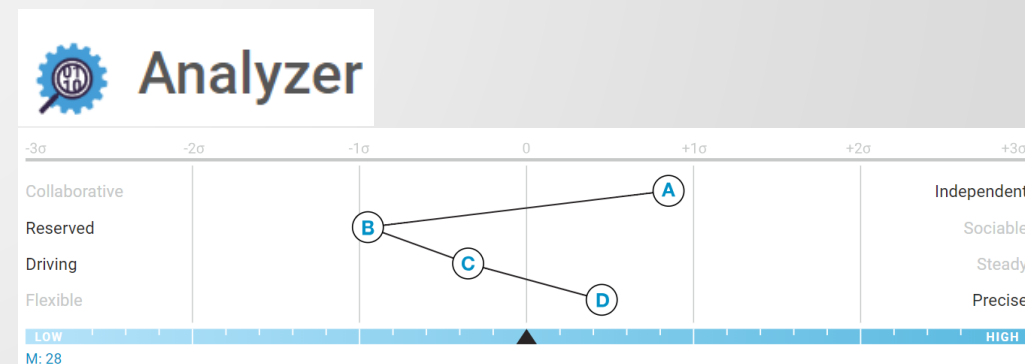 Analyzer
-3σ -2σ -1σ 0 +1σ +2σ +3σ
Collaborative A Independent
Reserved B Sociable
Driving C Steady
Flexible D Precise
LOW HIGH
M: 28